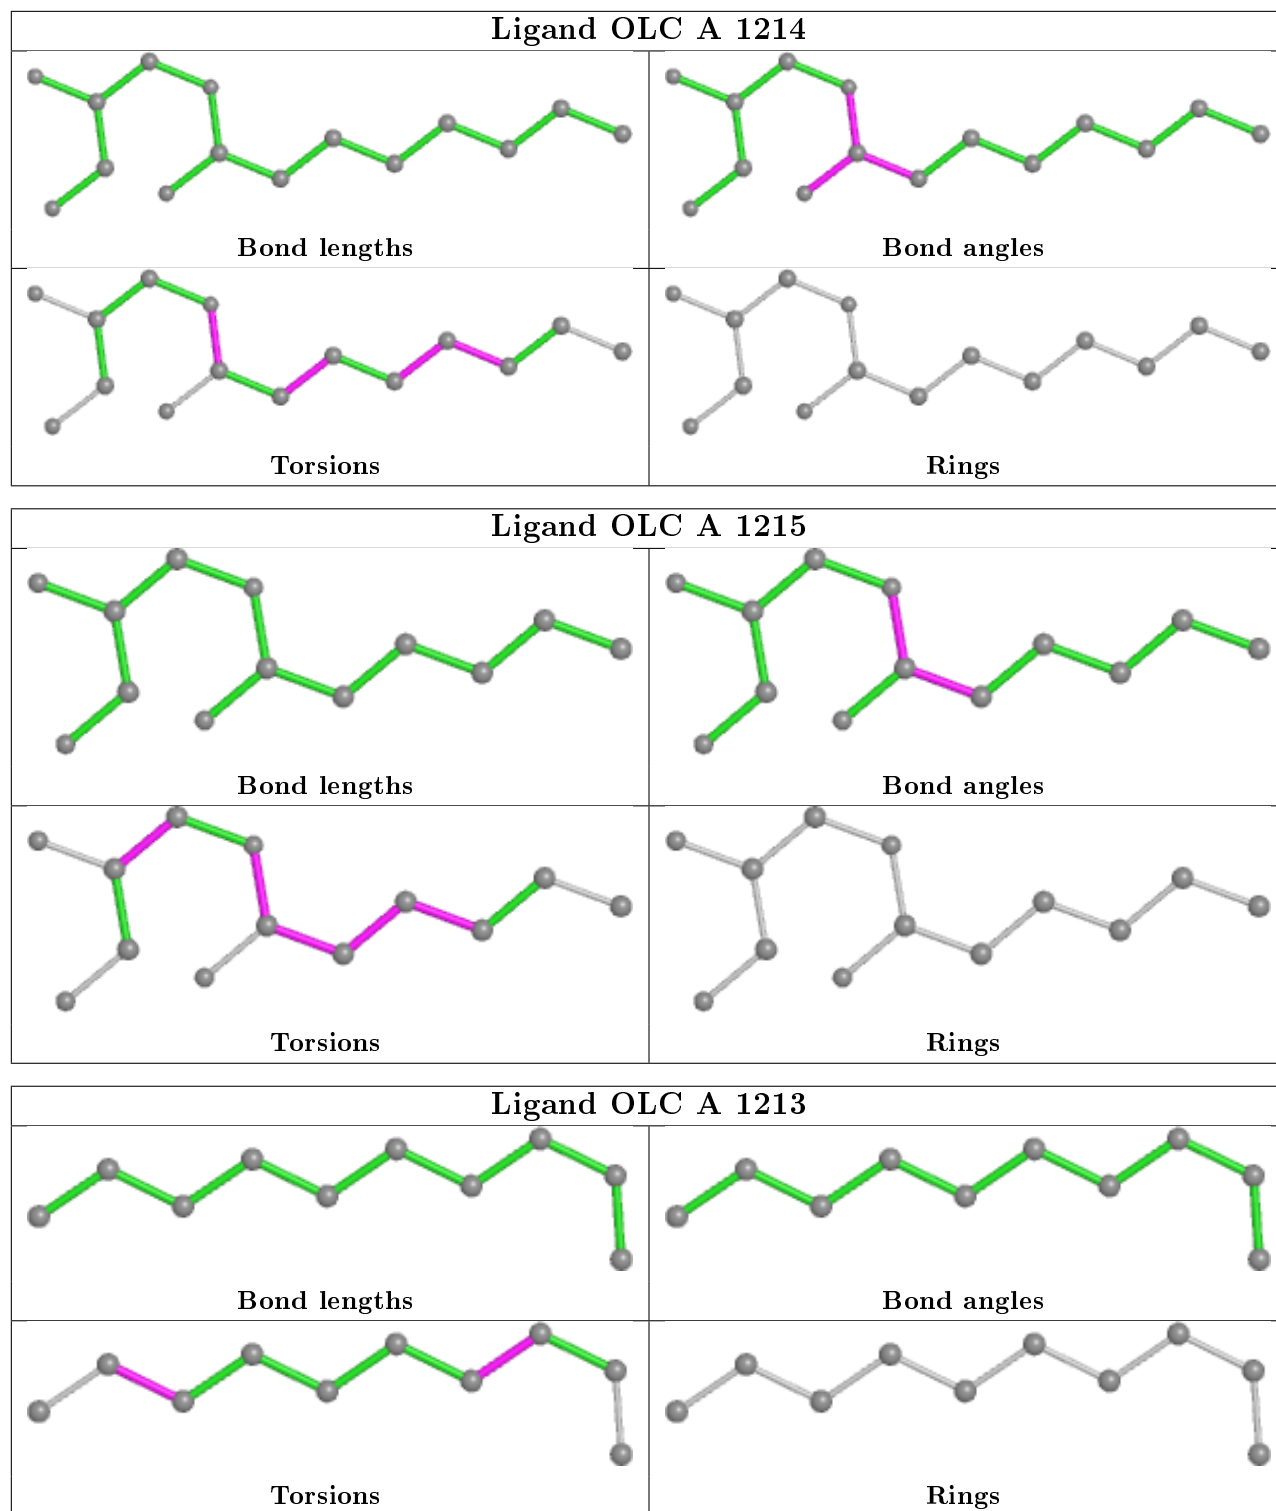 Ligand OLC A 1214
Bond lengths
Bond angles
Torsions
Rings
Ligand OLC A 1215
Bond lengths
Bond angles
Torsions
Rings
Ligand OLC A 1213
Bond lengths
Bond angles
Torsions
Rings